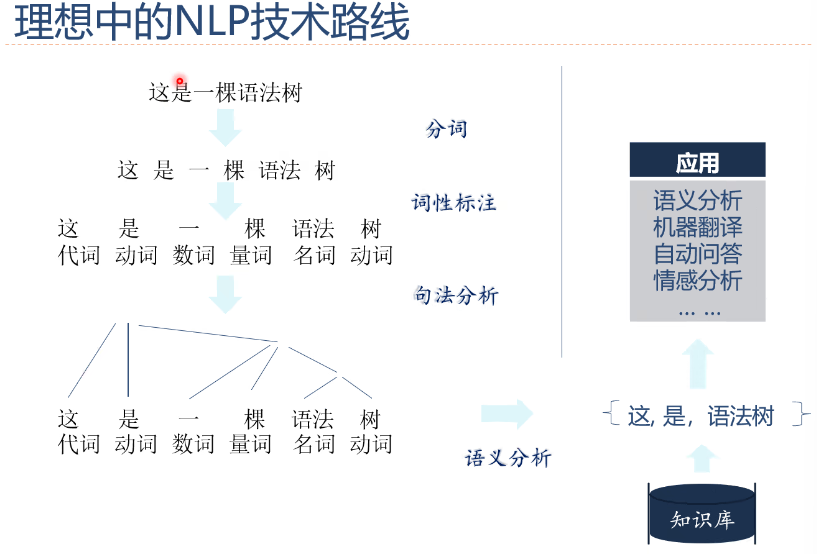 理想中的NLP技术路线
这是一棵语法树
分词
这 是 一 棵 语法 树
词性标注
这 是 一 棵 语法 树
代词 动词 数词 量词 名词 动词
句法分析
这 是 一 棵 语法 树
代词 动词 数词 量词 名词 动词
语义分析
应用
语义分析
机器翻译
自动问答
情感分析
... ...
{这, 是，语法树}
知识库